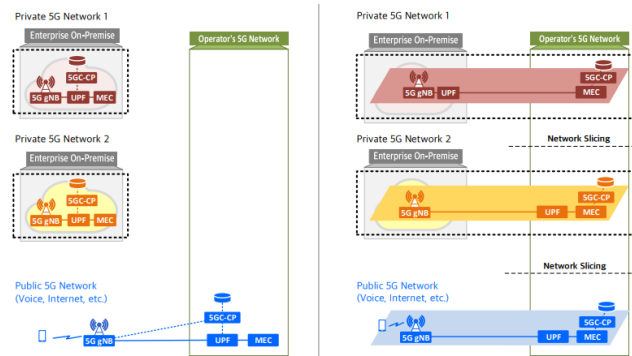 Private 5G Network 1
Enterprise On-Premise
Operator's 5G Network
5GC-CP
5G gNB
UPF
MEC
Private 5G Network 2
Enterprise On-Premise
5GC-CP
5G gNB
UPF
MEC
Public 5G Network
(Voice, Internet, etc.)
5GC-CP
5G gNB
UPF
MEC
Private 5G Network 1
Enterprise On-Premise
Operator's 5G Network
5GC-CP
5G gNB
UPF
MEC
Network Slicing
Private 5G Network 2
Enterprise On-Premise
5GC-CP
5G gNB
UPF
MEC
Network Slicing
Public 5G Network
(Voice, Internet, etc.)
5GC-CP
5G gNB
UPF
MEC